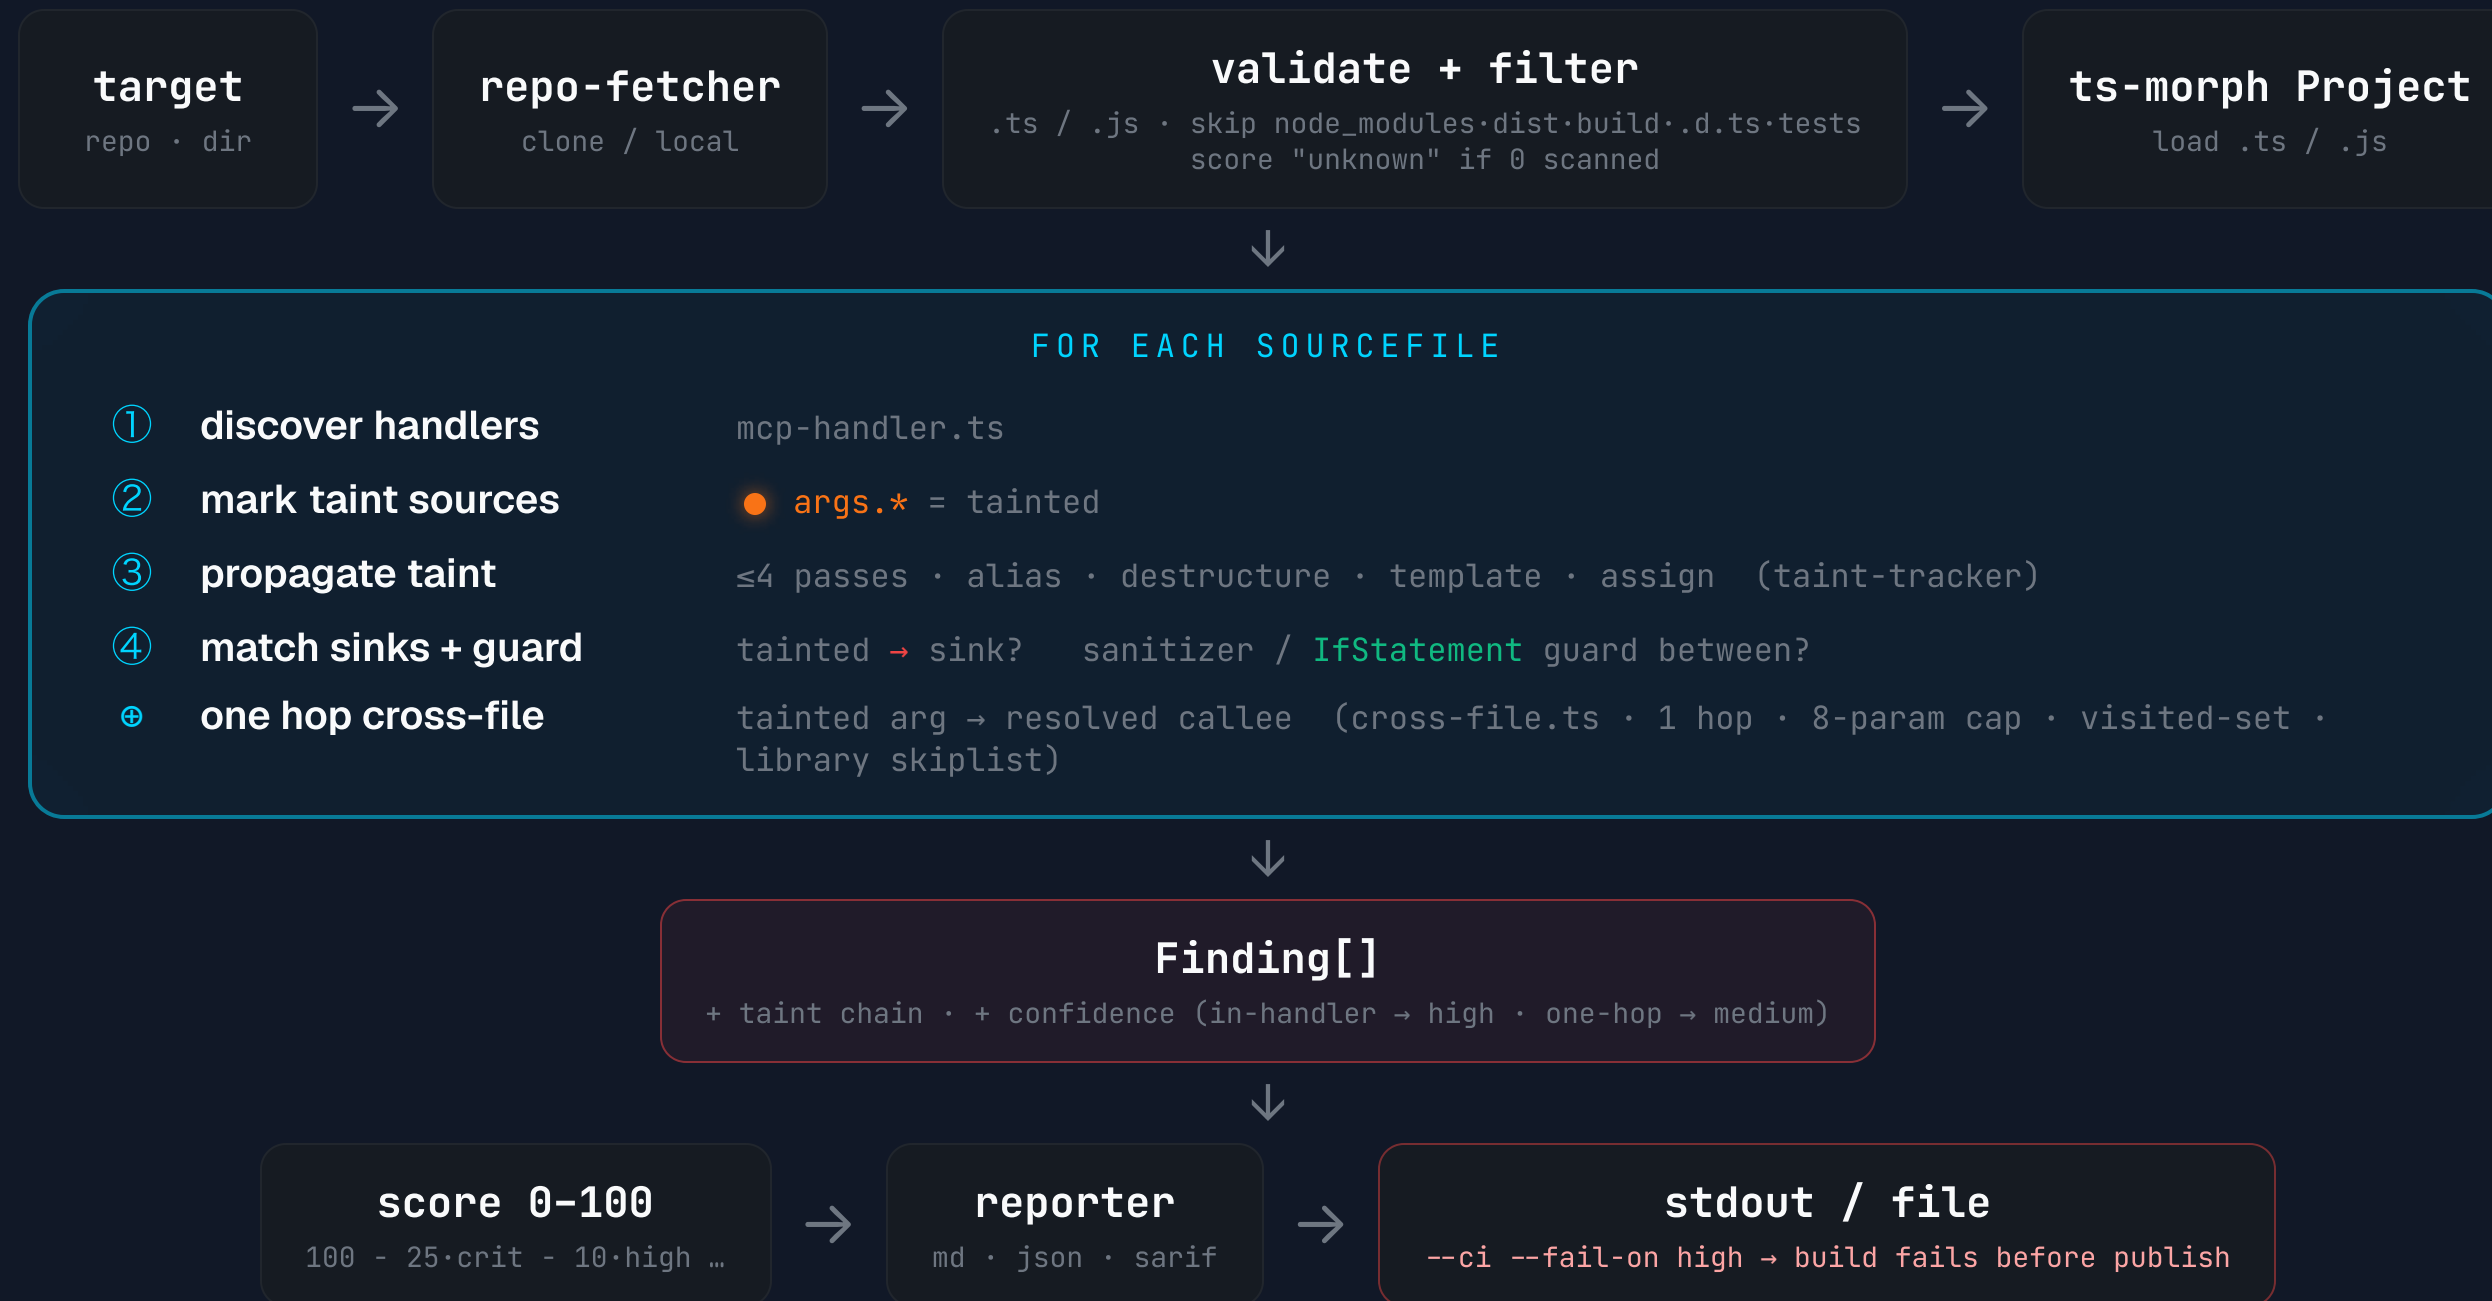 target
repo · dir
→
repo-fetcher
clone / local
→
validate + filter
.ts / .js · skip node_modules·dist·build·.d.ts·tests
score "unknown" if 0 scanned
→
ts-morph Project
load .ts / .js
↓
FOR EACH SOURCEFILE
① discover handlers mcp-handler.ts
② mark taint sources ● args.* = tainted
③ propagate taint ≤4 passes · alias · destructure · template · assign (taint-tracker)
④ match sinks + guard tainted → sink? sanitizer / IfStatement guard between?
⊕ one hop cross-file tainted arg → resolved callee (cross-file.ts · 1 hop · 8-param cap · visited-set ·
library skiplist)
↓
Finding[]
+ taint chain · + confidence (in-handler → high · one-hop → medium)
↓
score 0–100
100 - 25·crit - 10·high …
→
reporter
md · json · sarif
→
stdout / file
--ci --fail-on high → build fails before publish